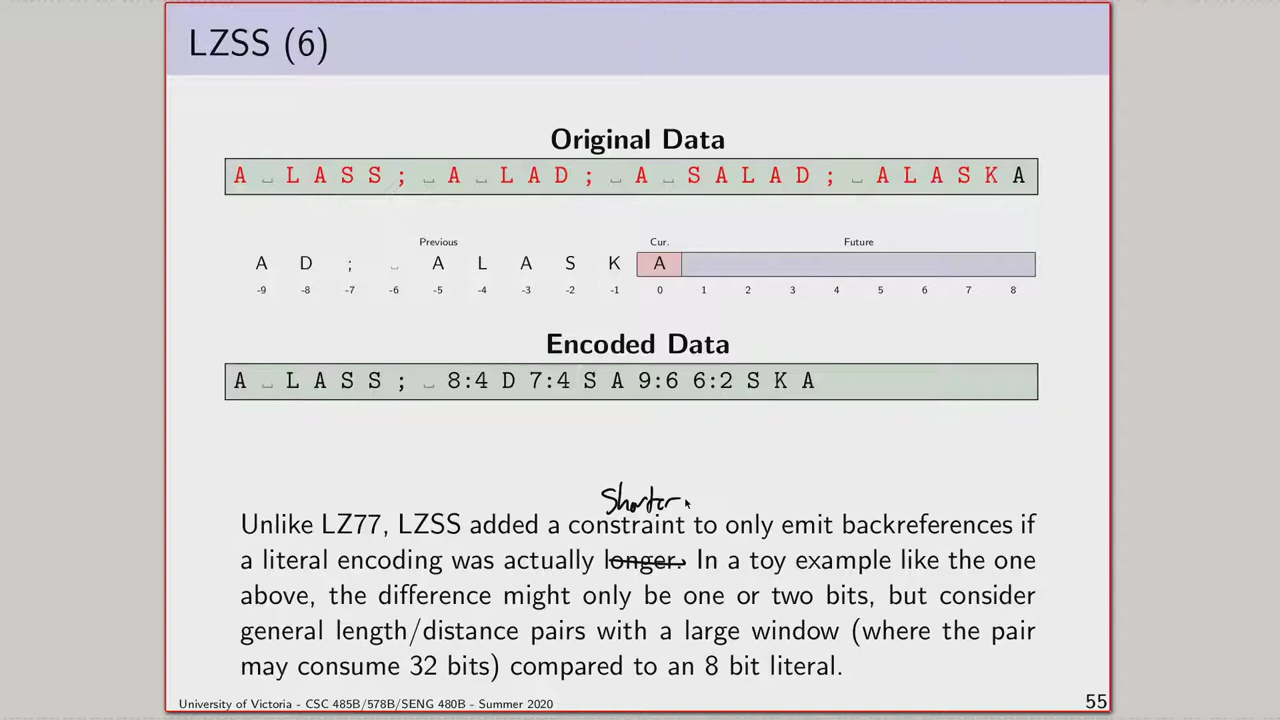 LZSS (6)
Original Data
A ␣ L A S S ; ␣ A ␣ L A D ; ␣ A ␣ S A L A D ; ␣ A L A S K A
Previous Cur. Future
A D ; ␣ A L A S K A
-9 -8 -7 -6 -5 -4 -3 -2 -1 0 1 2 3 4 5 6 7 8
Encoded Data
A ␣ L A S S ; ␣ 8:4 D 7:4 S A 9:6 6:2 S K A
Shorter
Unlike LZ77, LZSS added a constraint to only emit backreferences if
a literal encoding was actually longer. In a toy example like the one
above, the difference might only be one or two bits, but consider
general length/distance pairs with a large window (where the pair
may consume 32 bits) compared to an 8 bit literal.
University of Victoria - CSC 485B/578B/SENG 480B - Summer 2020 55